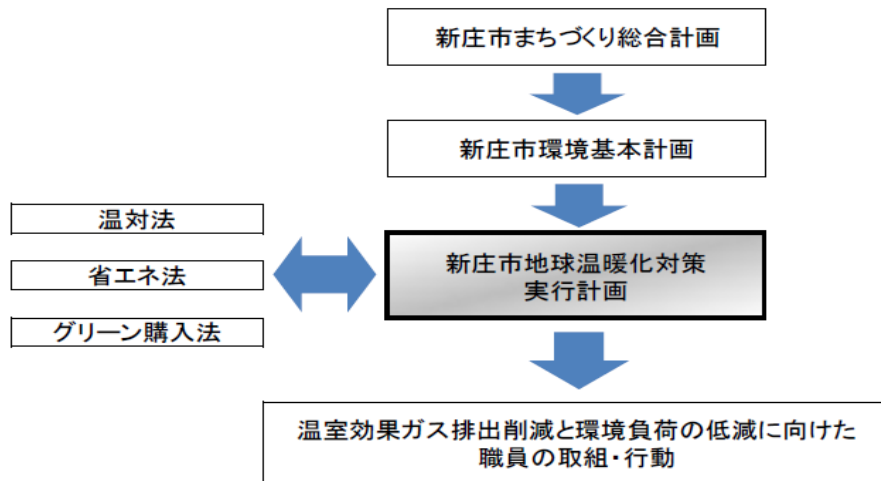 新庄市まちづくり総合計画
新庄市環境基本計画
温対法
省エネ法
グリーン購入法
新庄市地球温暖化対策
実行計画
温室効果ガス排出削減と環境負荷の低減に向けた
職員の取組・行動